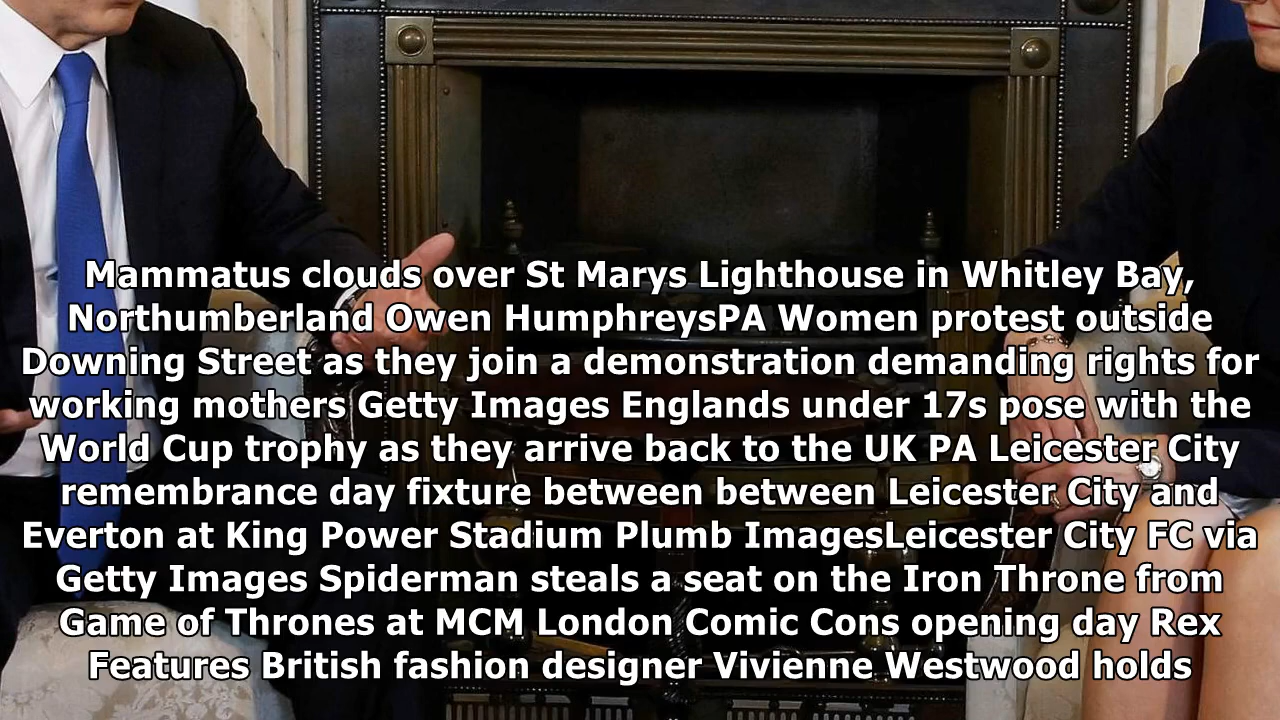 Mammatus clouds over St Marys Lighthouse in Whitley Bay,
Northumberland Owen HumphreysPA Women protest outside
Downing Street as they join a demonstration demanding rights for
working mothers Getty Images Englands under 17s pose with the
World Cup trophy as they arrive back to the UK PA Leicester City
remembrance day fixture between between Leicester City and
Everton at King Power Stadium Plumb ImagesLeicester City FC via
Getty Images Spiderman steals a seat on the Iron Throne from
Game of Thrones at MCM London Comic Cons opening day Rex
Features British fashion designer Vivienne Westwood holds